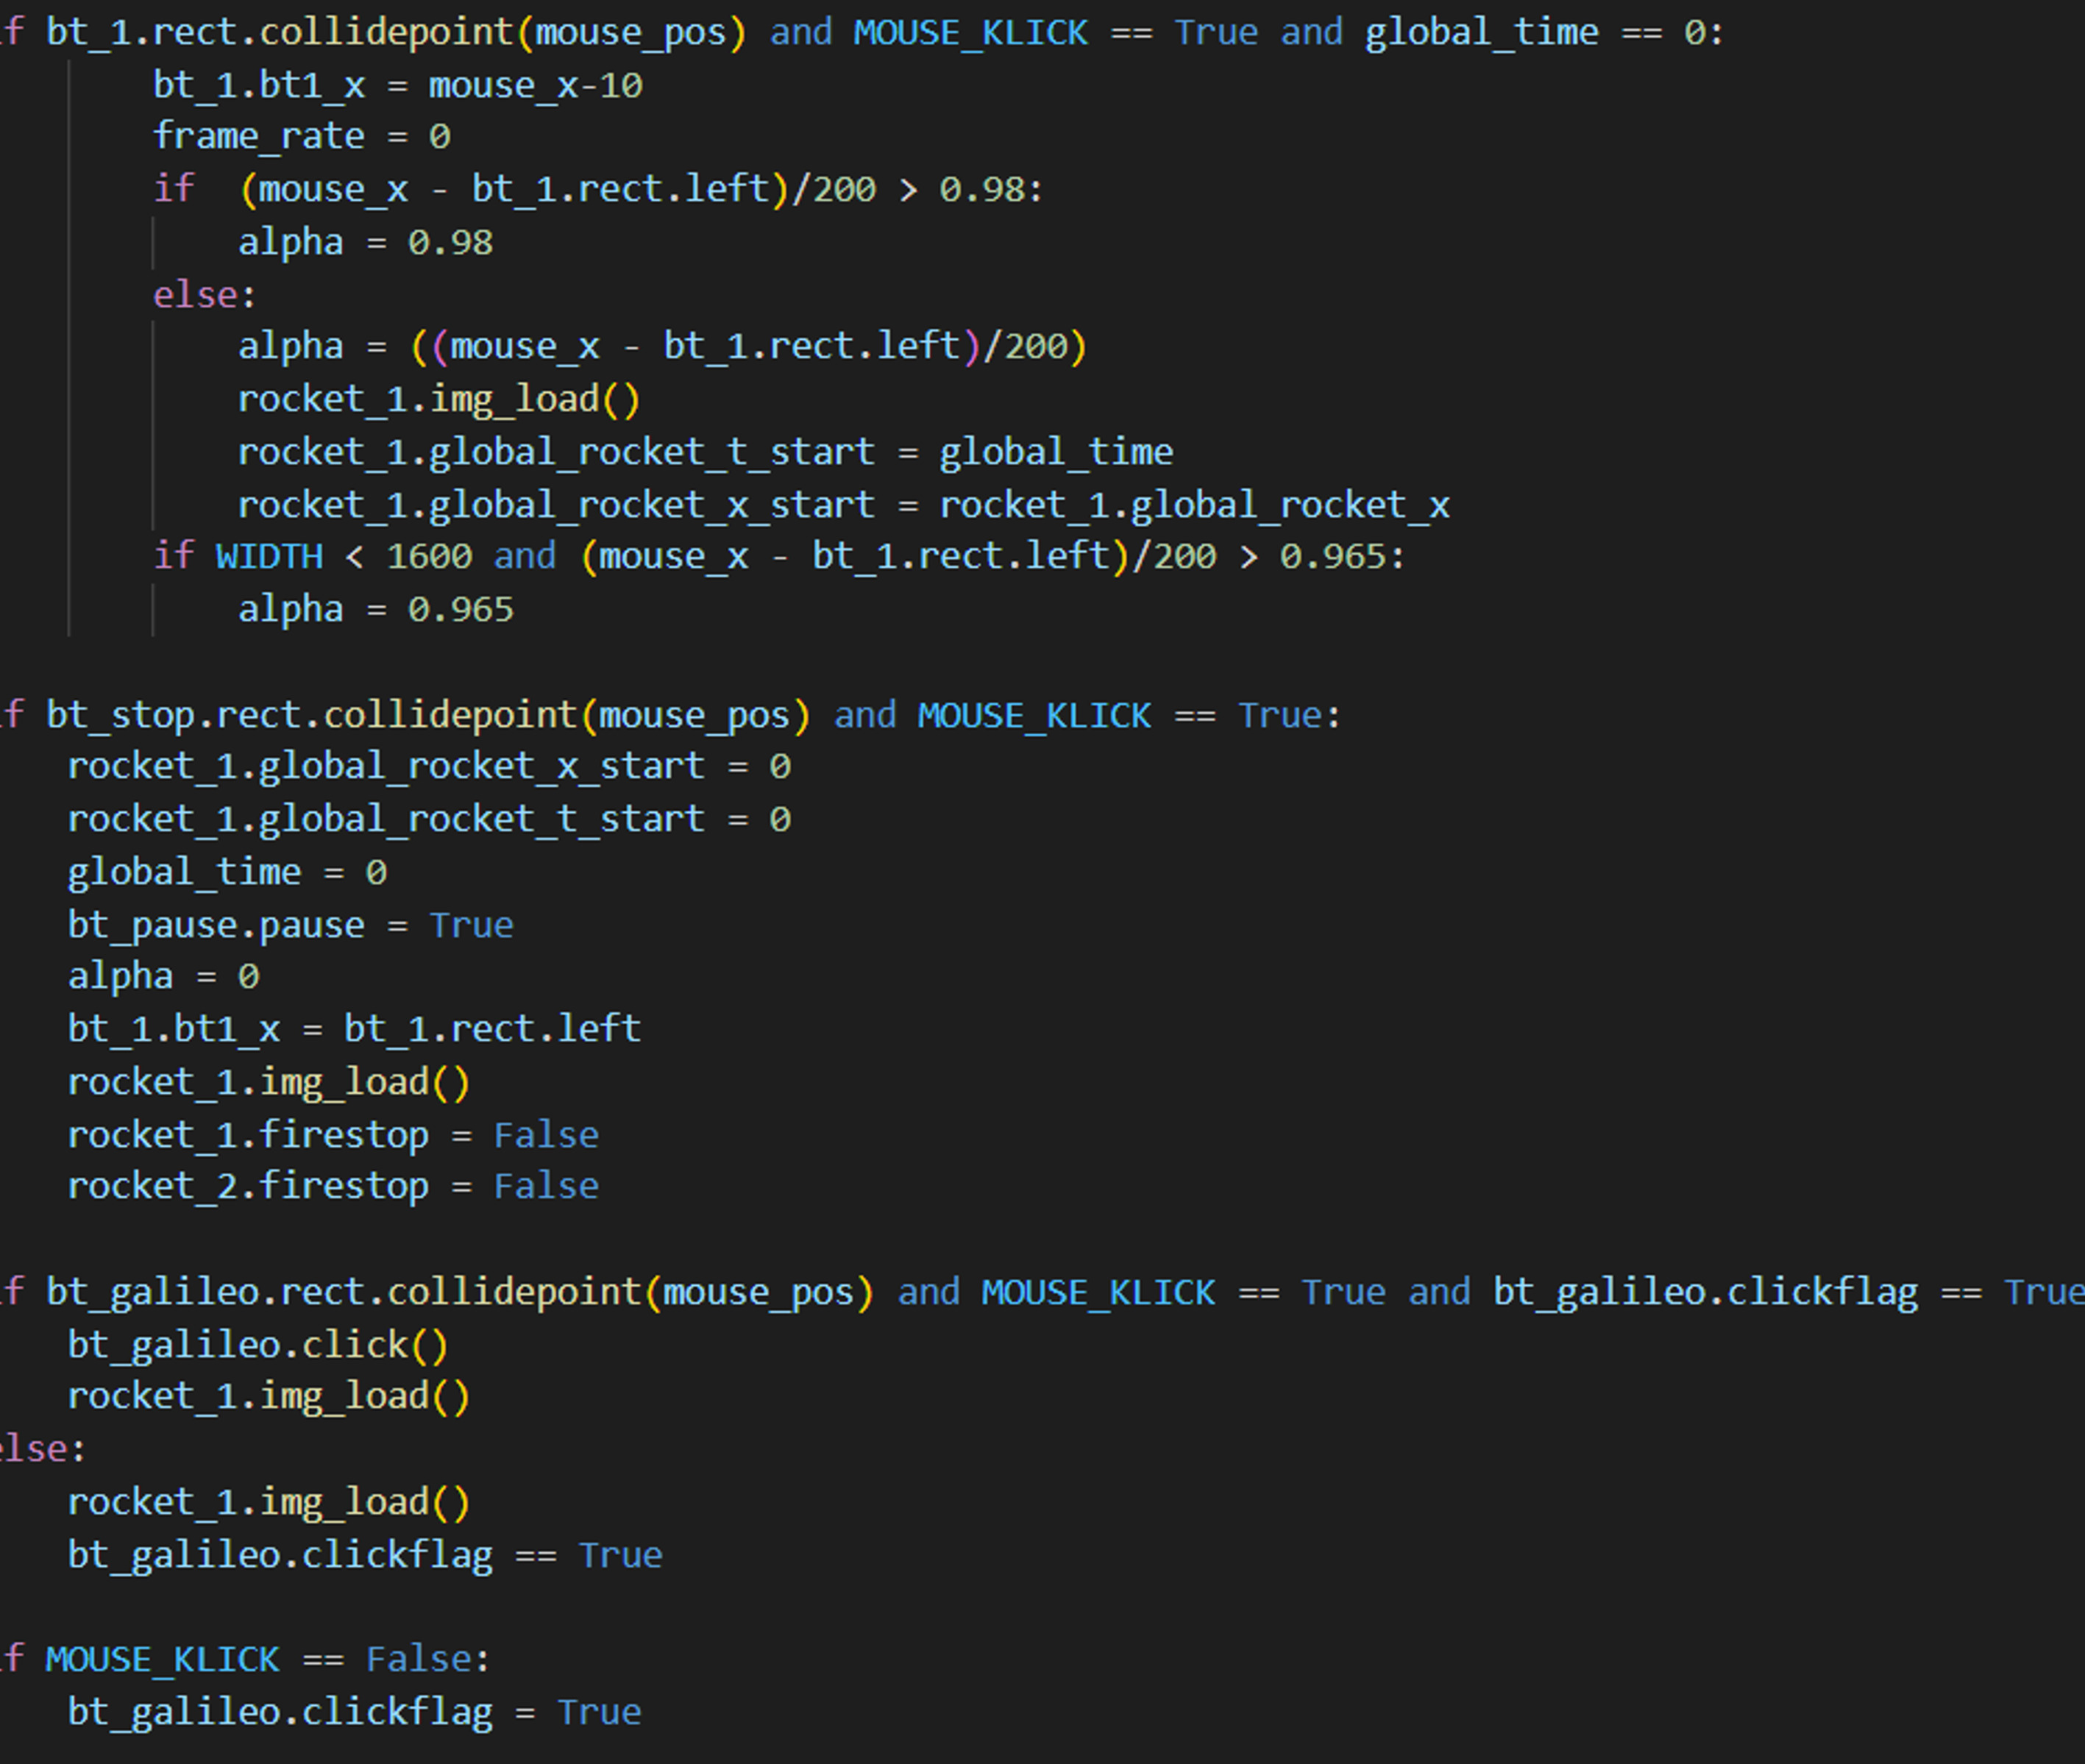 if bt_1.rect.collidepoint(mouse_pos) and MOUSE_KLICK == True and global_time == 0:
        bt_1.bt1_x = mouse_x-10
        frame_rate = 0
        if  (mouse_x - bt_1.rect.left)/200 > 0.98:
            alpha = 0.98
        else:
            alpha = ((mouse_x - bt_1.rect.left)/200)
            rocket_1.img_load()
            rocket_1.global_rocket_t_start = global_time
            rocket_1.global_rocket_x_start = rocket_1.global_rocket_x
        if WIDTH < 1600 and (mouse_x - bt_1.rect.left)/200 > 0.965:
            alpha = 0.965

if bt_stop.rect.collidepoint(mouse_pos) and MOUSE_KLICK == True:
    rocket_1.global_rocket_x_start = 0
    rocket_1.global_rocket_t_start = 0
    global_time = 0
    bt_pause.pause = True
    alpha = 0
    bt_1.bt1_x = bt_1.rect.left
    rocket_1.img_load()
    rocket_1.firestop = False
    rocket_2.firestop = False

if bt_galileo.rect.collidepoint(mouse_pos) and MOUSE_KLICK == True and bt_galileo.clickflag == True
    bt_galileo.click()
    rocket_1.img_load()
else:
    rocket_1.img_load()
    bt_galileo.clickflag == True

if MOUSE_KLICK == False:
    bt_galileo.clickflag = True